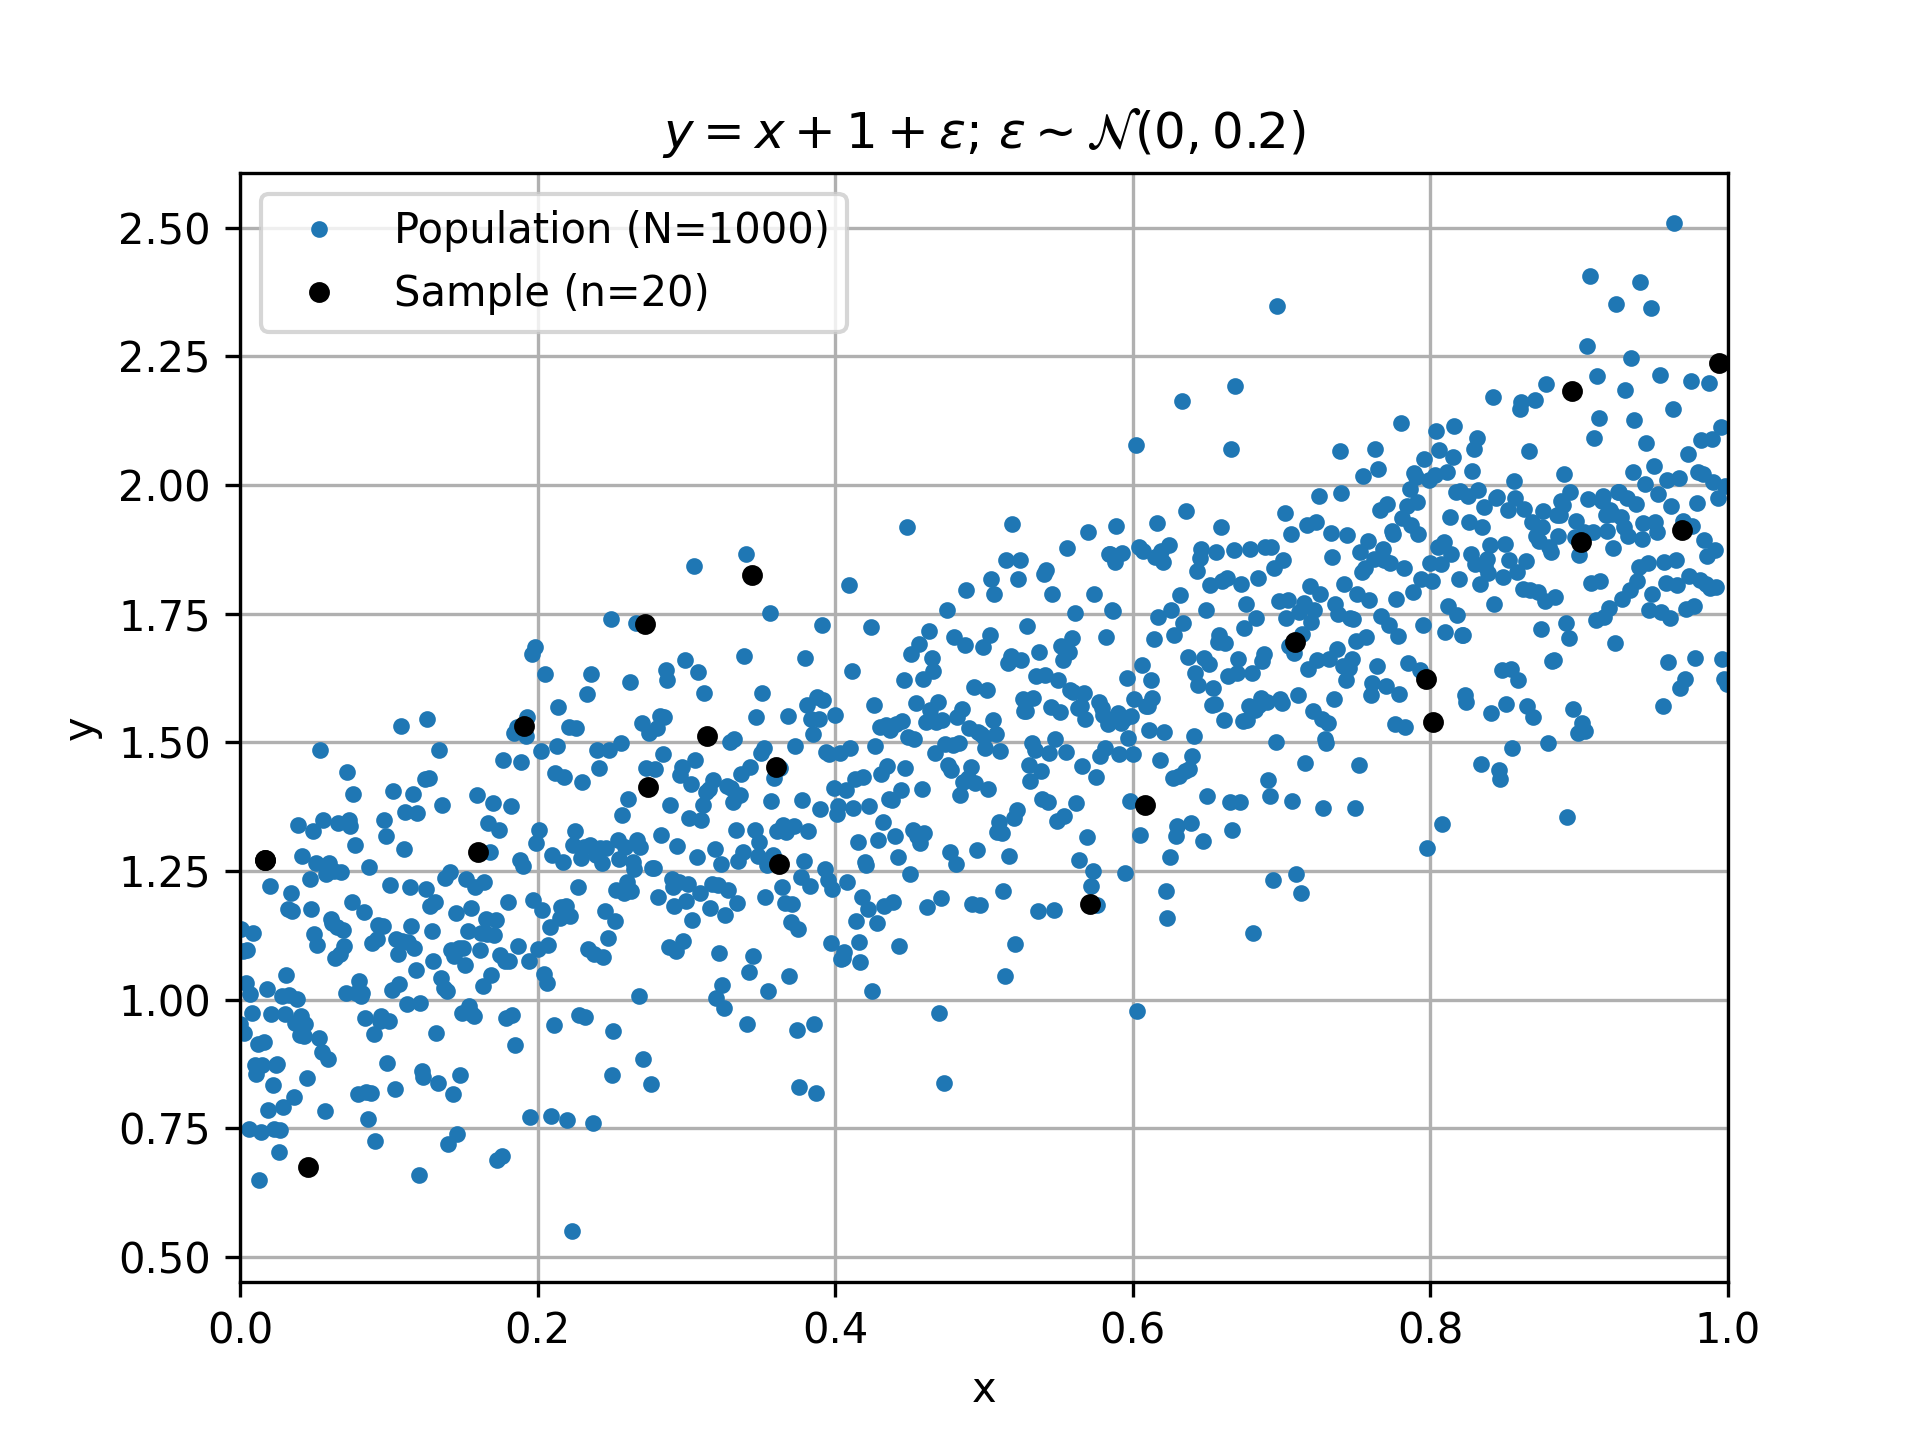 y = x + 1 + ε; ε ~ 𝒩(0, 0.2)
Population (N=1000)
Sample (n=20)
2.50
2.25
2.00
1.75
1.50
1.25
1.00
0.75
0.50
y
0.0 0.2 0.4 0.6 0.8 1.0
x